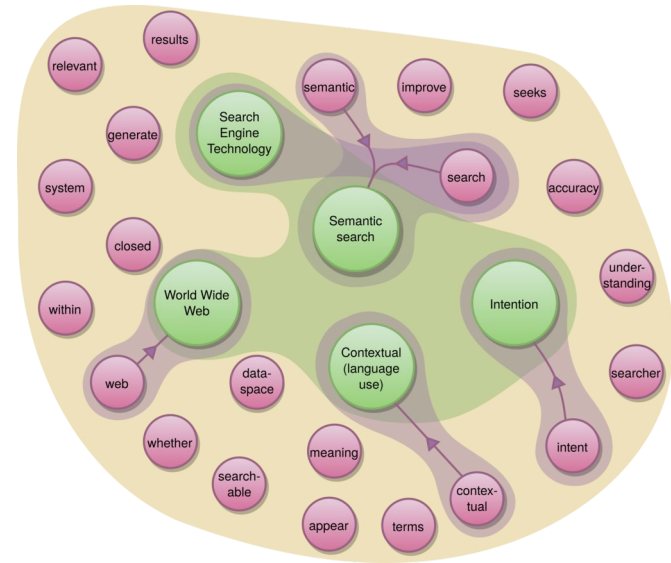 results
relevant
semantic
improve
seeks
Search
Engine
Technology
generate
search
system
accuracy
Semantic
search
closed
under-
standing
World Wide
Web
Intention
within
Contextual
(language
use)
searcher
web
data-
space
whether
meaning
intent
search-
able
contex-
tual
appear
terms